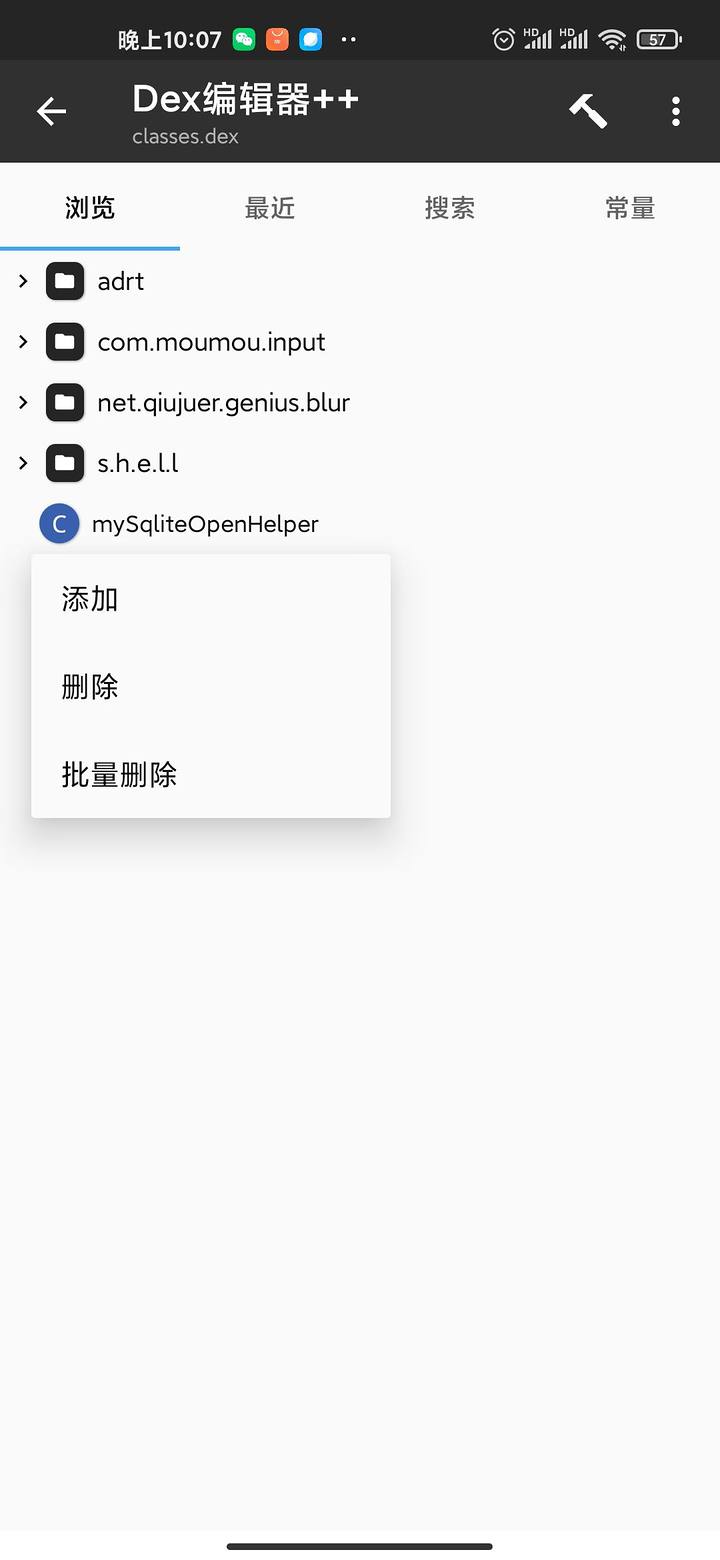 晚上10:07
HD HD 57
Dex编辑器++
classes.dex
浏览 最近 搜索 常量
adrt
com.moumou.input
net.qiujuer.genius.blur
s.h.e.l.l
C mySqliteOpenHelper
添加
删除
批量删除